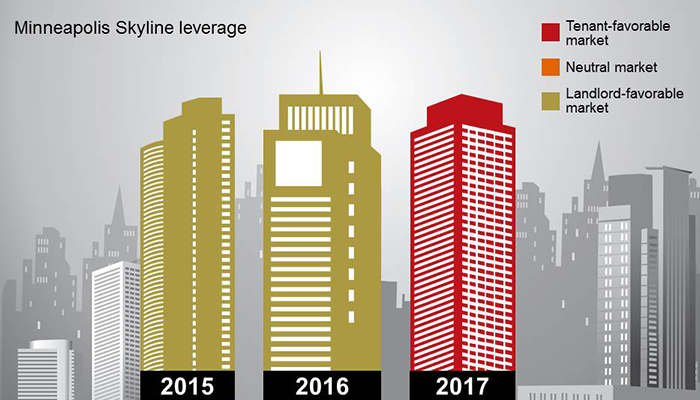 Minneapolis Skyline leverage
Tenant-favorable
market
Neutral market
Landlord-favorable
market
2015
2016
2017